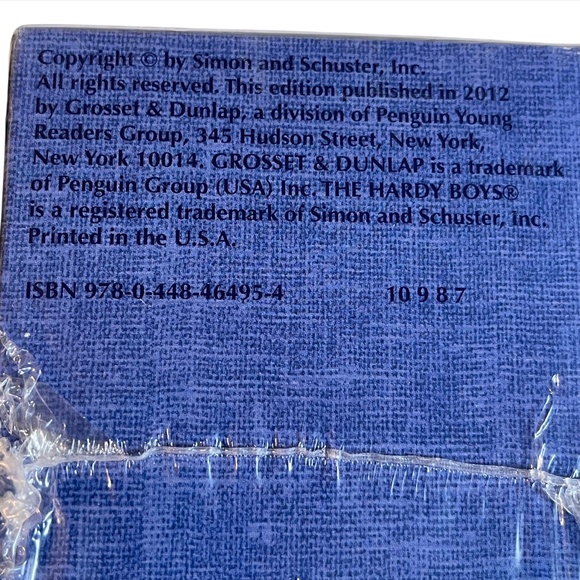 Copyright © by Simon and Schuster, Inc.
All rights reserved. This edition published in 2012
by Grosset & Dunlap, a division of Penguin Young
Readers Group, 345 Hudson Street, New York,
New York 10014. GROSSET & DUNLAP is a trademark
of Penguin Group (USA) Inc. THE HARDY BOYS®
is a registered trademark of Simon and Schuster, Inc.
Printed in the U.S.A.
ISBN 978-0-448-46495-4 10 9 8 7